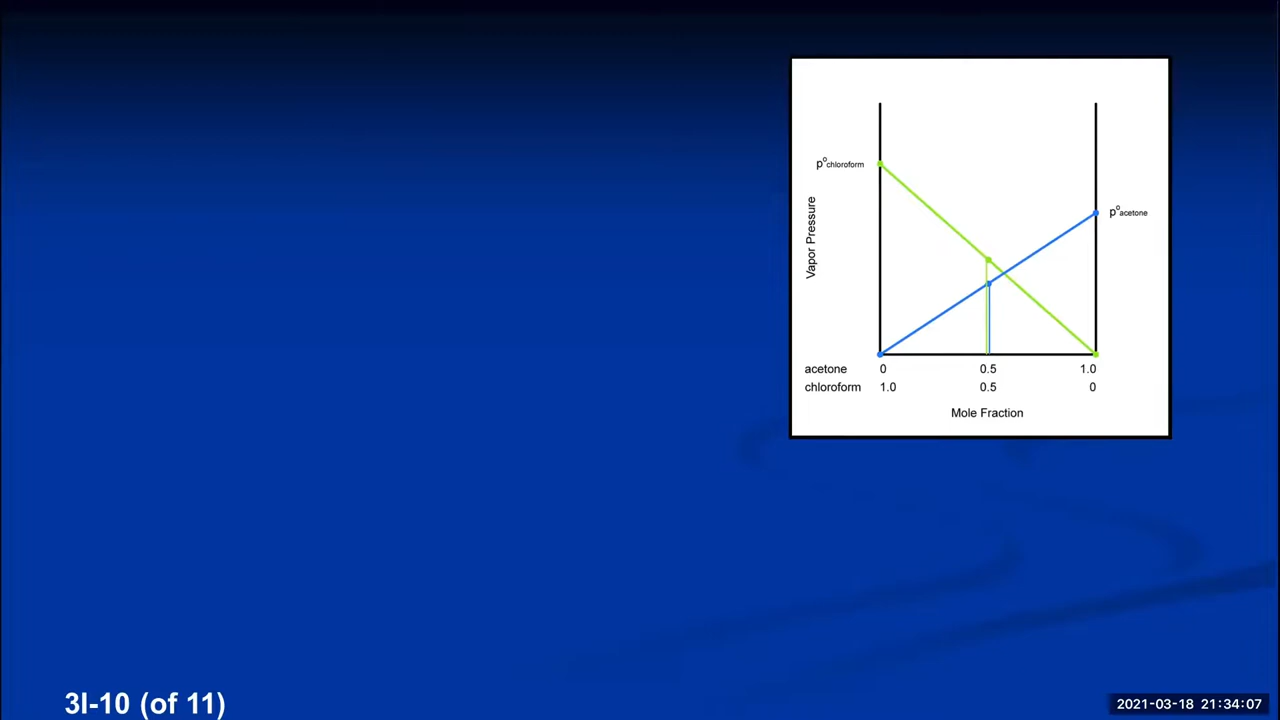 p°chloroform
Vapor Pressure
p°acetone
acetone 0 0.5 1.0
chloroform 1.0 0.5 0
Mole Fraction
3I-10 (of 11)
2021-03-18 21:34:07